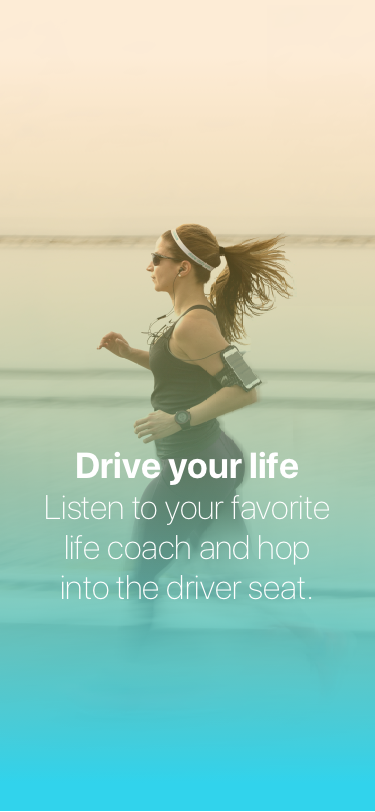 Drive your life
Listen to your favorite
life coach and hop
into the driver seat.